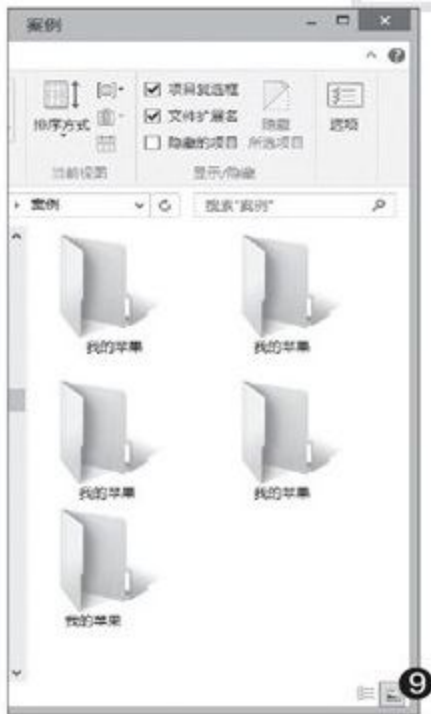 案例
排序方式
项目复选框
文件扩展名
隐藏的项目
隐藏
所选项目
选项
当前视图
显示/隐藏
案例
搜索"案例"
我的苹果
我的苹果
我的苹果
我的苹果
我的苹果
9